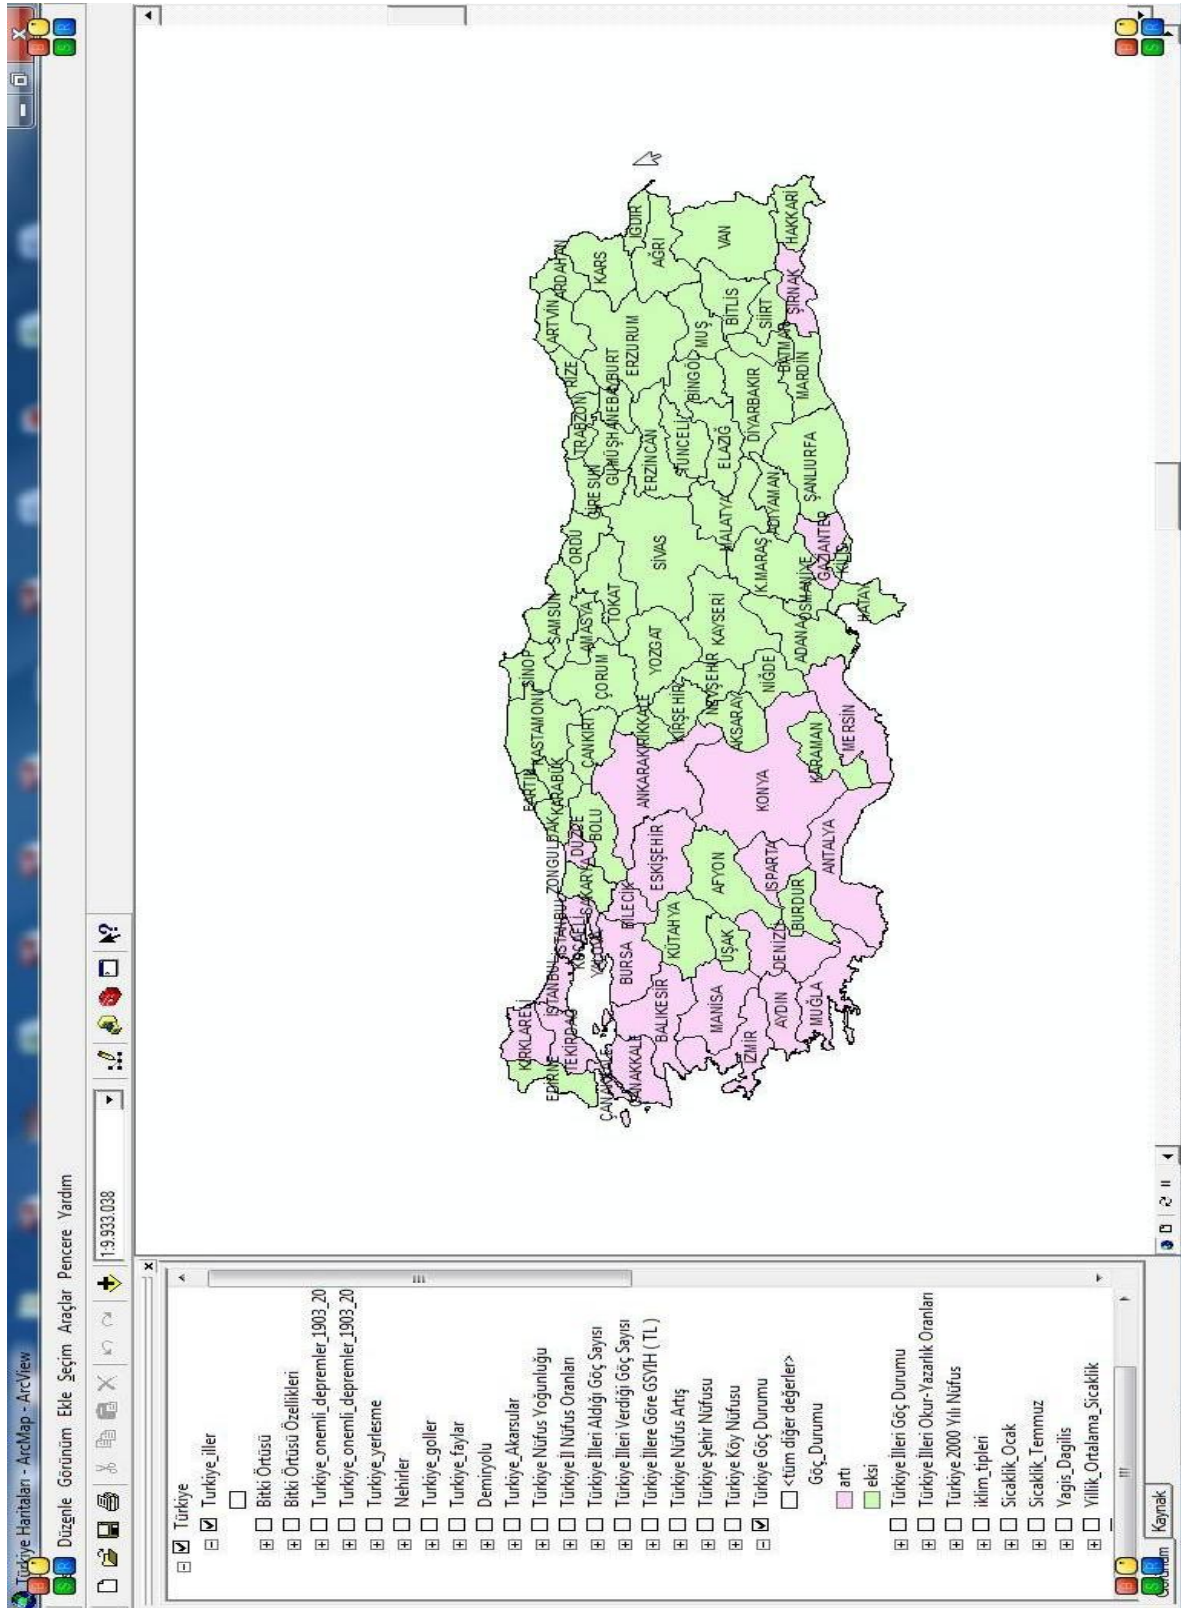 Türkiye Haritaları - ArcMap - ArcView
Düzenle Görünüm Ekle Seçim Araçlar Pencere Yardım
1:9.933.038
Türkiye
Turkiye_iller
Bitki Örtüsü
Bitki Örtüsü Özellikleri
Turkiye_onemli_depremler_1903_20
Turkiye_onemli_depremler_1903_20
Turkiye_yerlesme
Nehirler
Turkiye_goller
Turkiye_faylar
Demiryolu
Turkiye_Akarsular
Türkiye Nüfus Yoğunluğu
Türkiye İl Nüfus Oranları
Türkiye İlleri Aldığı Göç Sayısı
Türkiye İlleri Verdiği Göç Sayısı
Türkiye İllere Göre GSYİH ( TL )
Türkiye Nüfus Artış
Türkiye Şehir Nüfusu
Türkiye Köy Nüfusu
Türkiye Göç Durumu
<tüm diğer değerler>
Göç_Durumu
artı
eksi
Türkiye İlleri Göç Durumu
Türkiye İlleri Okur-Yazarlık Oranları
Türkiye 2000 Yılı Nüfus
iklim_tipleri
Sicaklik_Ocak
Sicaklik_Temmuz
Yagis_Dagilis
Yillik_Ortalama_Sicaklik
Görünüm Kaynak
KIRKLARELİ
EDİRNE
TEKİRDAĞ
İSTANBUL
İSTANBUL
ÇANAKKALE
ÇANAKKALE
KOCAELİ
YALOVA
SAKARYA
DÜZCE
ZONGULDAK
BOLU
BARTIN
KARABÜK
KASTAMONU
SİNOP
ÇANKIRI
SAMSUN
AMASYA
ÇORUM
TOKAT
ORDU
GİRESUN
TRABZON
GÜMÜŞHANE
BAYBURT
RİZE
ARTVİN
ARDAHAN
KARS
IĞDIR
AĞRI
ERZURUM
ERZİNCAN
SİVAS
YOZGAT
KIRIKKALE
ANKARA
ESKİŞEHİR
BİLECİK
BURSA
BALIKESİR
KÜTAHYA
MANİSA
UŞAK
AFYON
KIRŞEHİR
NEVŞEHİR
KAYSERİ
AKSARAY
NİĞDE
KONYA
MALATYA
ELAZIĞ
TUNCELİ
BİNGÖL
MUŞ
BİTLİS
VAN
SİİRT
DİYARBAKIR
BATMAN
HAKKARİ
ŞIRNAK
MARDİN
ŞANLIURFA
ADIYAMAN
K.MARAŞ
GAZİANTEP
KİLİS
OSMANİYE
ADANA
HATAY
MERSİN
KARAMAN
ANTALYA
ISPARTA
BURDUR
DENİZLİ
MUĞLA
AYDIN
İZMİR
B
S R
B
S R
B
S R
B
S R